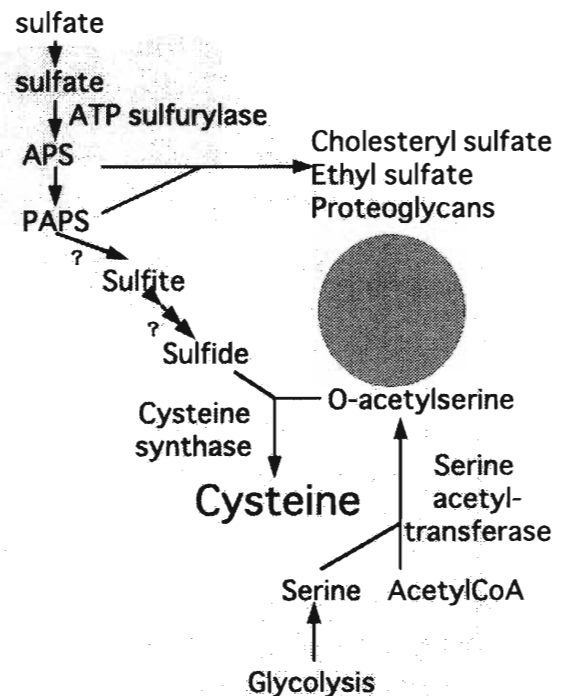 sulfate
sulfate
ATP sulfurylase
APS
Cholesteryl sulfate
Ethyl sulfate
Proteoglycans
PAPS
?
Sulfite
?
Sulfide
O-acetylserine
Cysteine
synthase
Cysteine
Serine
acetyl-
transferase
Serine
AcetylCoA
Glycolysis